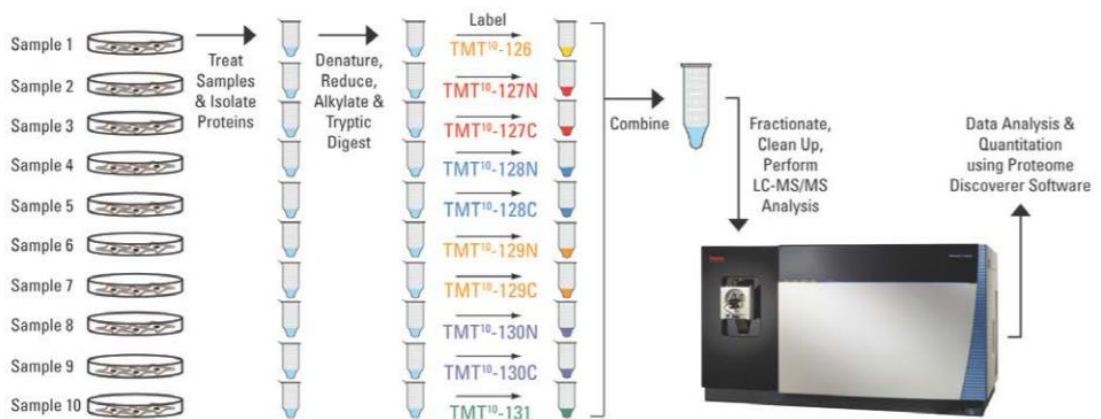 Label
Sample 1
TMT¹⁰-126
Treat
Samples
& Isolate
Proteins
Denature,
Reduce,
Alkylate &
Tryptic
Digest
Sample 2
TMT¹⁰-127N
Sample 3
TMT¹⁰-127C
Sample 4
TMT¹⁰-128N
Sample 5
TMT¹⁰-128C
Sample 6
TMT¹⁰-129N
Sample 7
TMT¹⁰-129C
Sample 8
TMT¹⁰-130N
Sample 9
TMT¹⁰-130C
Sample 10
TMT¹⁰-131
Combine
Fractionate,
Clean Up,
Perform
LC-MS/MS
Analysis
Data Analysis &
Quantitation
using Proteome
Discoverer Software